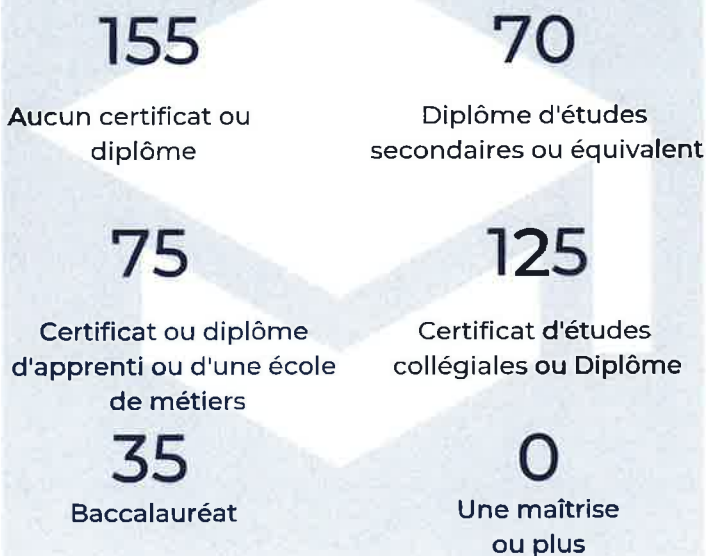 155
Aucun certificat ou
diplôme
70
Diplôme d'études
secondaires ou équivalent
75
Certificat ou diplôme
d'apprenti ou d'une école
de métiers
125
Certificat d'études
collégiales ou Diplôme
35
Baccalauréat
0
Une maîtrise
ou plus